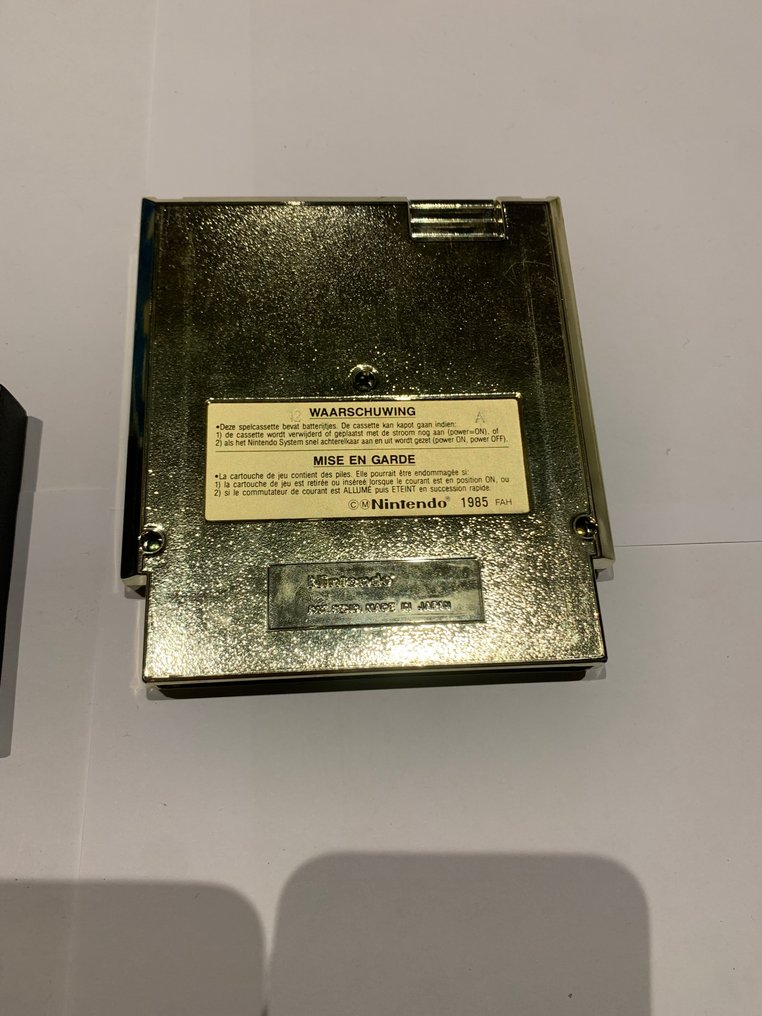 12 WAARSCHUWING A
•Deze spelcassette bevat batterijtjes. De cassette kan kapot gaan indien:
1) de cassette wordt verwijderd of geplaatst met de stroom nog aan (power=ON), of
2) als het Nintendo System snel achterelkaar aan en uit wordt gezet (power ON, power OFF).
MISE EN GARDE
•La cartouche de jeu contient des piles. Elle pourrait être endommagée si:
1) la cartouche de jeu est retirée ou insérée lorsque le courant est en position ON, ou
2) si le commutateur de courant est ALLUMÉ puis ETEINT en succession rapide.
©Ⓜ Nintendo® 1985 FAH
Nintendo®
MADE IN JAPAN